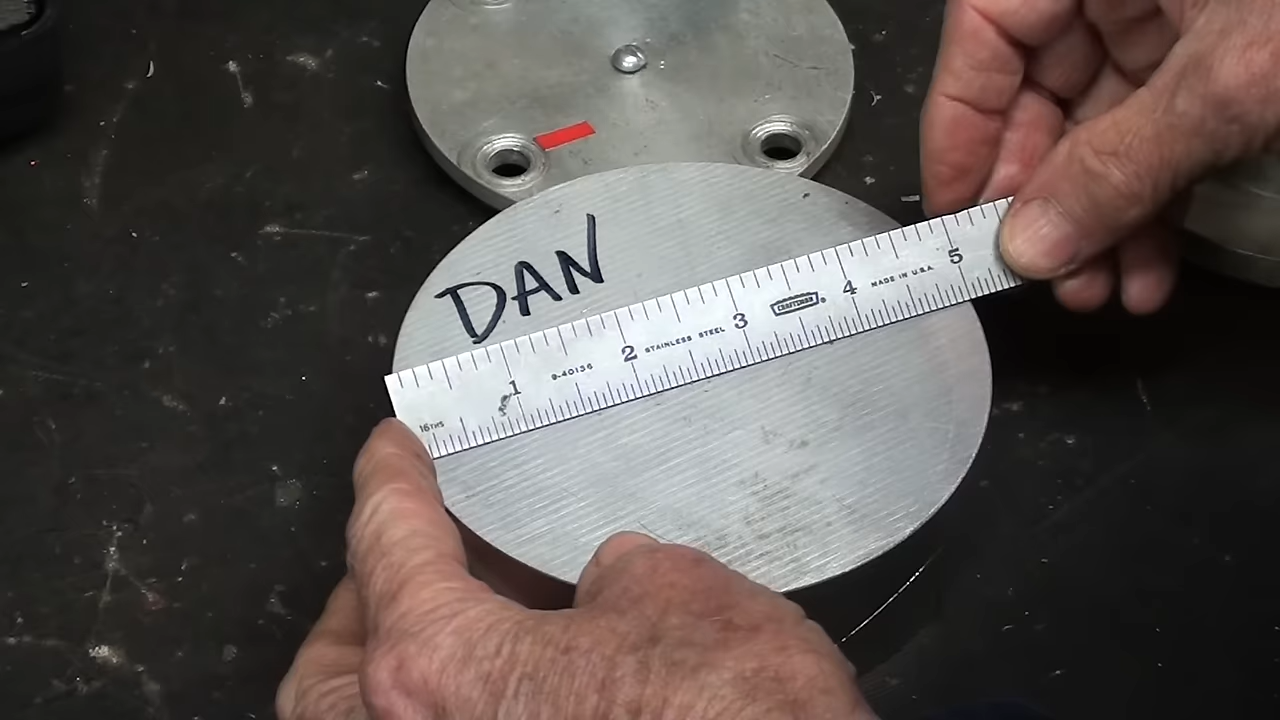 DAN
1 2 3 4 5
9-40136 STAINLESS STEEL CRAFTSMAN® MADE IN U.S.A.
16THS